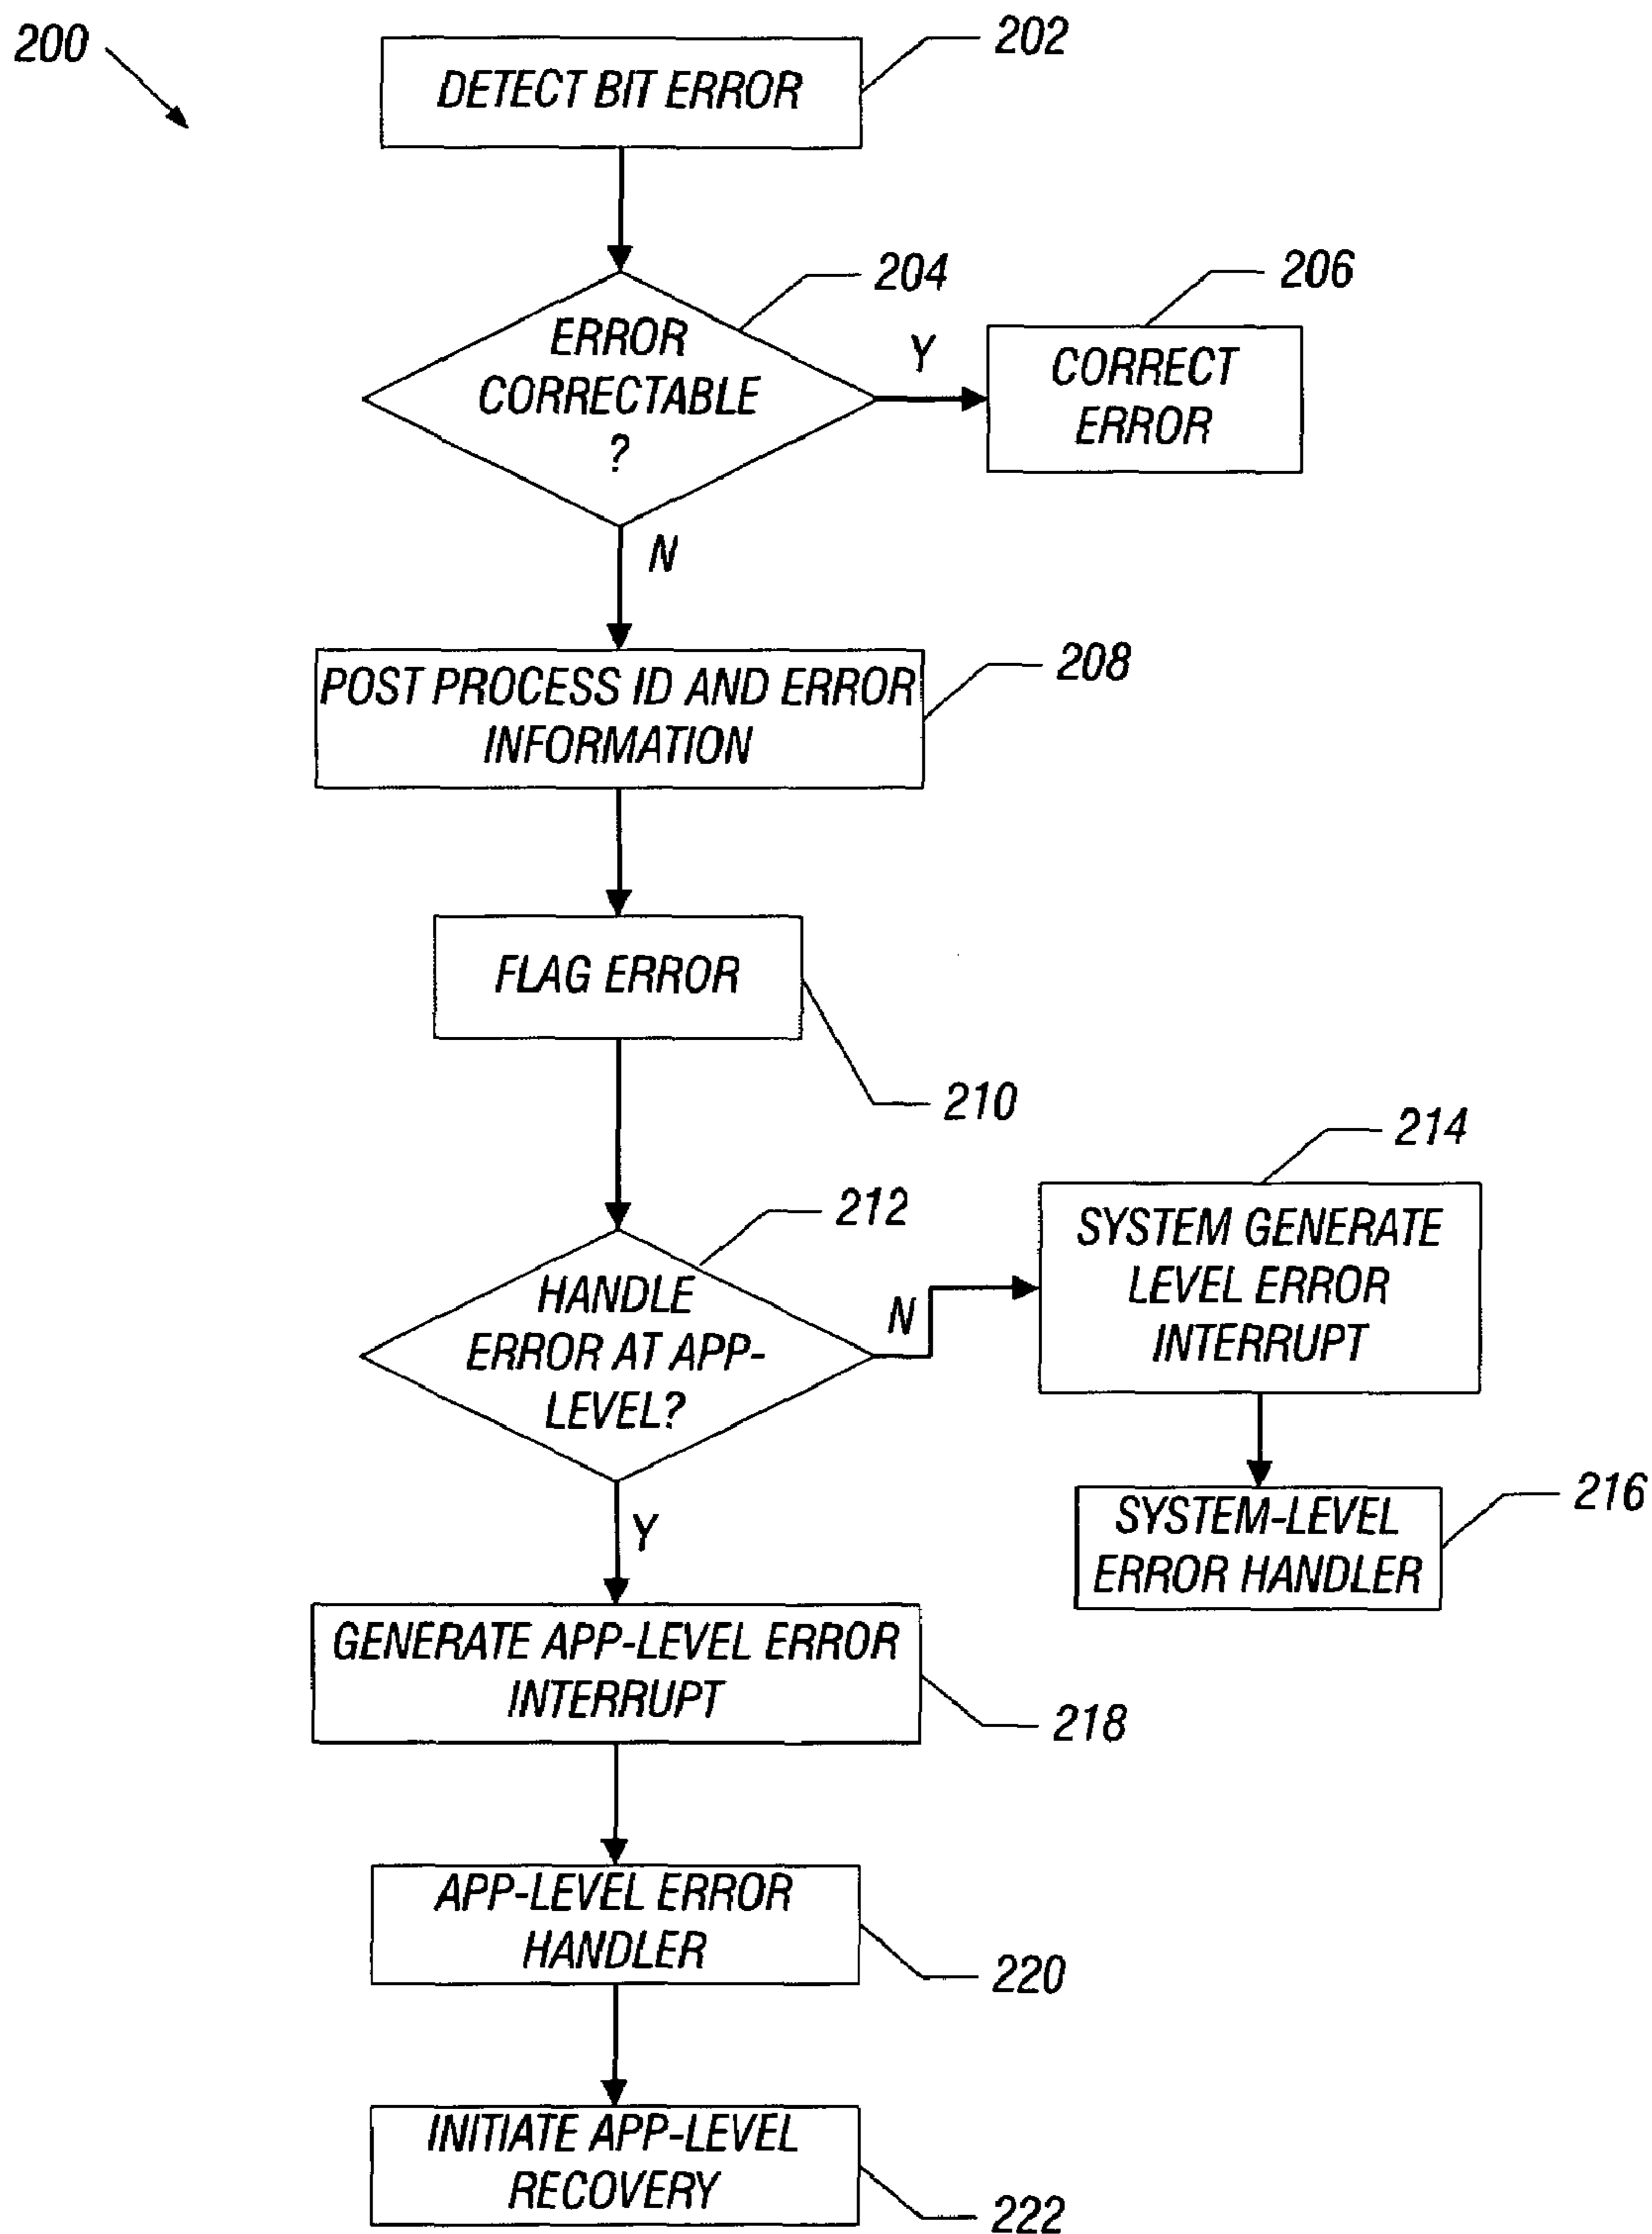 200
DETECT BIT ERROR
202
ERROR
CORRECTABLE
?
204
Y
CORRECT
ERROR
206
N
POST PROCESS ID AND ERROR
INFORMATION
208
FLAG ERROR
210
HANDLE
ERROR AT APP-
LEVEL?
212
N
SYSTEM GENERATE
LEVEL ERROR
INTERRUPT
214
SYSTEM-LEVEL
ERROR HANDLER
216
Y
GENERATE APP-LEVEL ERROR
INTERRUPT
218
APP-LEVEL ERROR
HANDLER
220
INITIATE APP-LEVEL
RECOVERY
222